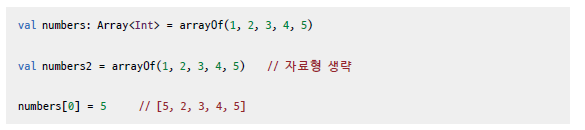 val numbers: Array<Int> = arrayOf(1, 2, 3, 4, 5)
val numbers2 = arrayOf(1, 2, 3, 4, 5)   // 자료형 생략
numbers[0] = 5     // [5, 2, 3, 4, 5]